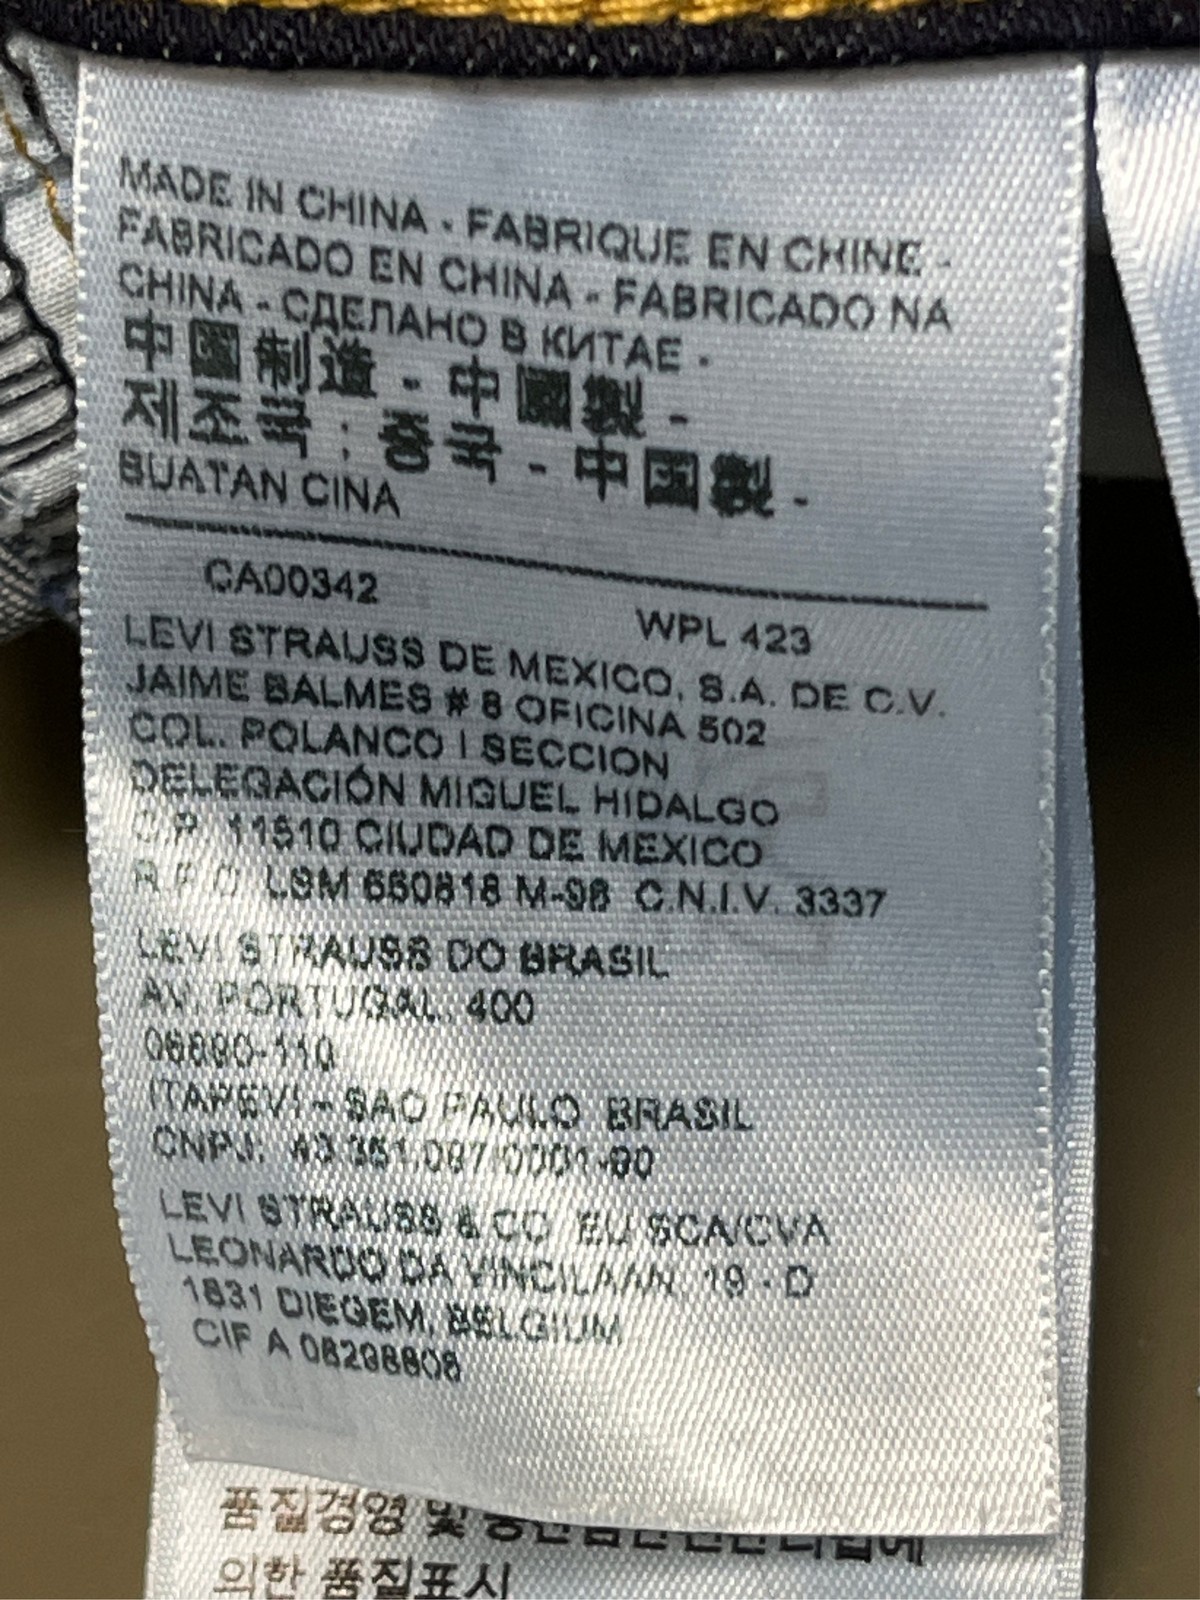 MADE IN CHINA - FABRIQUE EN CHINE -
FABRICADO EN CHINA - FABRICADO NA
CHINA - СДЕЛАНО В КИТАЕ -
中國制造 - 中國製 -
제조국 : 중국 - 中国製 -
BUATAN CINA
CA00342
WPL 423
LEVI STRAUSS DE MEXICO, S.A. DE C.V.
JAIME BALMES # 8 OFICINA 502
COL. POLANCO I SECCION
DELEGACIÓN MIGUEL HIDALGO
C.P. 11510 CIUDAD DE MEXICO
R.F.C. LSM C.N.I.V. 3337
LEVI STRAUSS DO BRASIL
AV. PORTUGAL, 400
06690-110
ITAPEVI - SAO PAULO BRASIL
CNPJ:
LEVI STRAUSS & CO EU SCA/CVA
LEONARDO DA VINCILAAN, 19 - D
1831 DIEGEM, BELGIUM
CIF A
품질경영 및
의한 품질표시